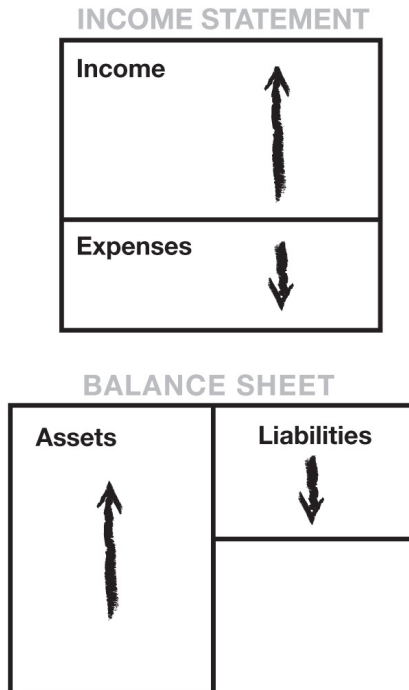 INCOME STATEMENT
Income
Expenses
BALANCE SHEET
Assets
Liabilities